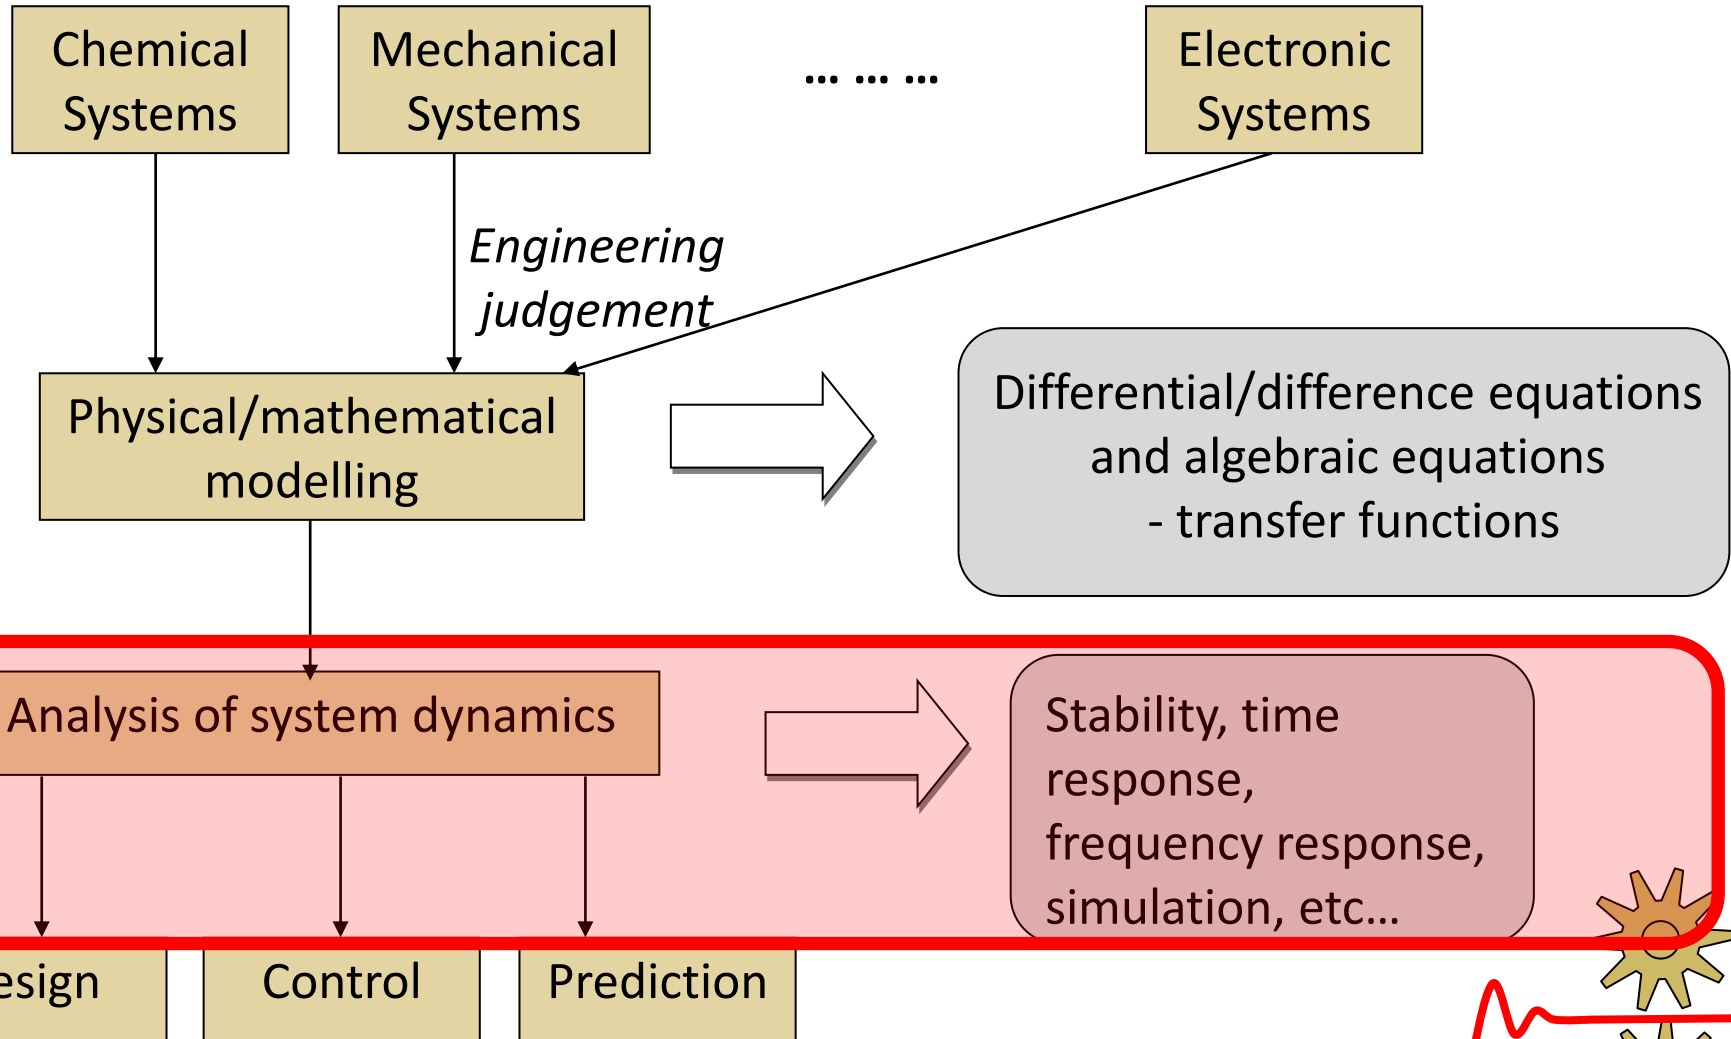 Chemical
Systems
Mechanical
Systems
... ... ...
Electronic
Systems
Engineering
judgement
Physical/mathematical
modelling
Differential/difference equations
and algebraic equations
- transfer functions
Analysis of system dynamics
Stability, time
response,
frequency response,
simulation, etc...
esign
Control
Prediction